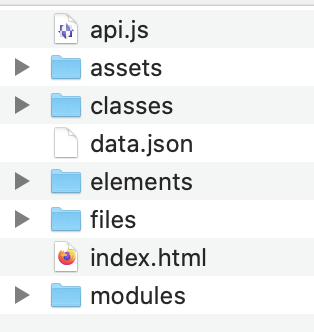 api.js
assets
classes
data.json
elements
files
index.html
modules